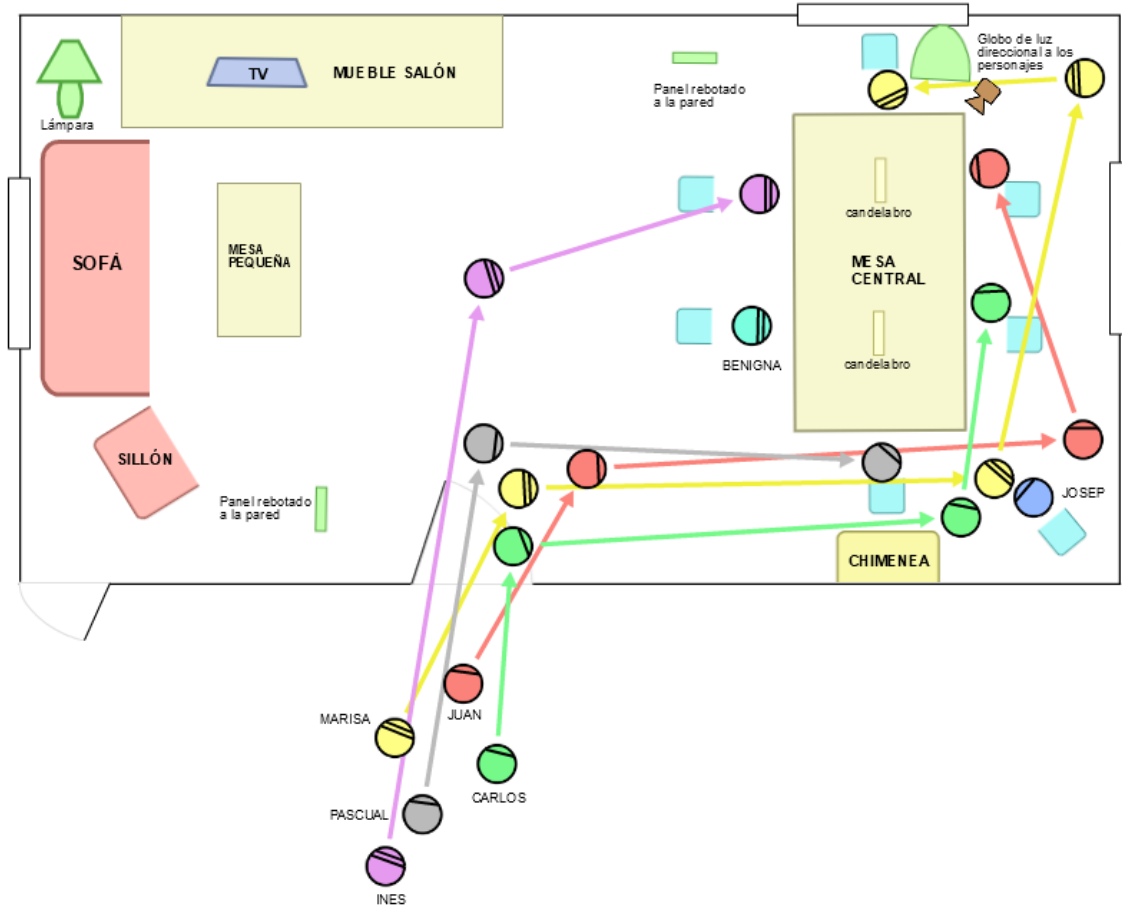 Globo de luz
direccional a los
personajes
TV
MUEBLE SALÓN
Panel rebotado
a la pared
Lámpara
candelabro
SOFÁ
MESA
PEQUEÑA
MESA
CENTRAL
BENIGNA
candelabro
SILLÓN
Panel rebotado
a la pared
JOSEP
CHIMENEA
MARISA
JUAN
CARLOS
PASCUAL
INES